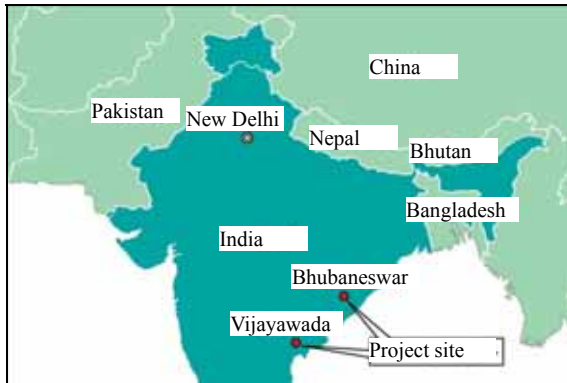 China
Pakistan
New Delhi
Nepal
Bhutan
Bangladesh
India
Bhubaneswar
Vijayawada
Project site